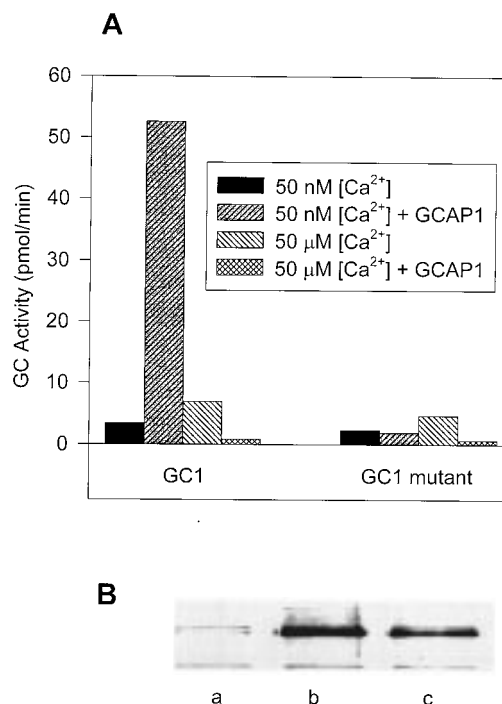 A
60
50
40
30
20
10
0
GC Activity (pmol/min)
50 nM [Ca²⁺]
50 nM [Ca²⁺] + GCAP1
50 μM [Ca²⁺]
50 μM [Ca²⁺] + GCAP1
GC1
GC1 mutant
B
a b c